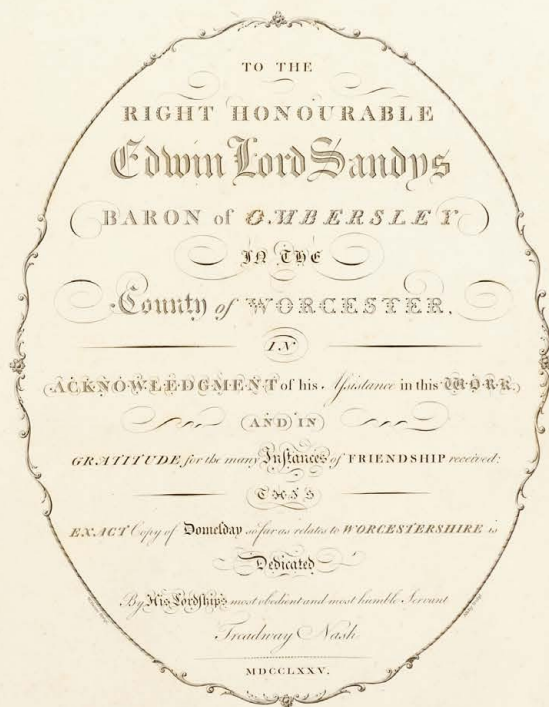 TO THE
RIGHT HONOURABLE
Edwin Lord Sandys
BARON of OMBERSLEY
IN THE
County of WORCESTER,
IN
ACKNOWLEDGMENT of his Aſsistance in this WORK.
AND IN
GRATITUDE for the many Inſtances of FRIENDSHIP received:
THIS
EXACT Copy of Domeſday so far as relates to WORCESTERSHIRE is
Dedicated
By His Lordſhip's most obedient and most humble Servant
Treadway Nash
MDCCLXXV.